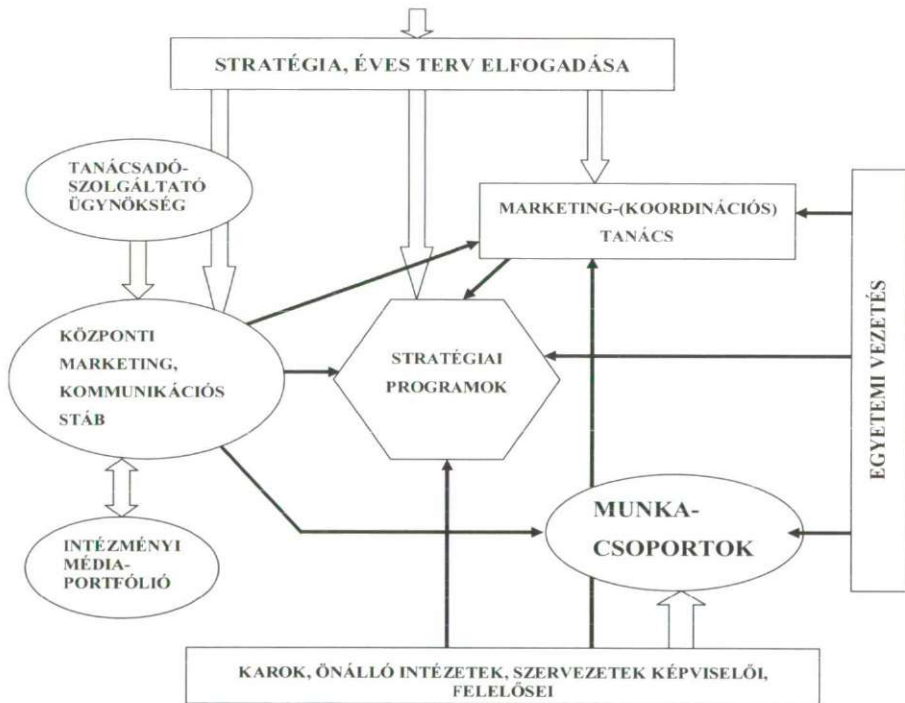 STRATÉGIA, ÉVES TERV ELFOGADÁSA
TANÁCSADÓ-
SZOLGÁLTATÓ
ÜGYNÖKSÉG
MARKETING-(KOORDINÁCIÓS)
TANÁCS
KÖZPONTI
MARKETING,
KOMMUNIKÁCIÓS
STÁB
STRATÉGIAI
PROGRAMOK
EGYETEMI VEZETÉS
MUNKA-
CSOPORTOK
INTÉZMÉNYI
MÉDIA-
PORTFÓLIÓ
KAROK, ÖNÁLLÓ INTÉZETEK, SZERVEZETEK KÉPVISELŐI,
FELELŐSEI